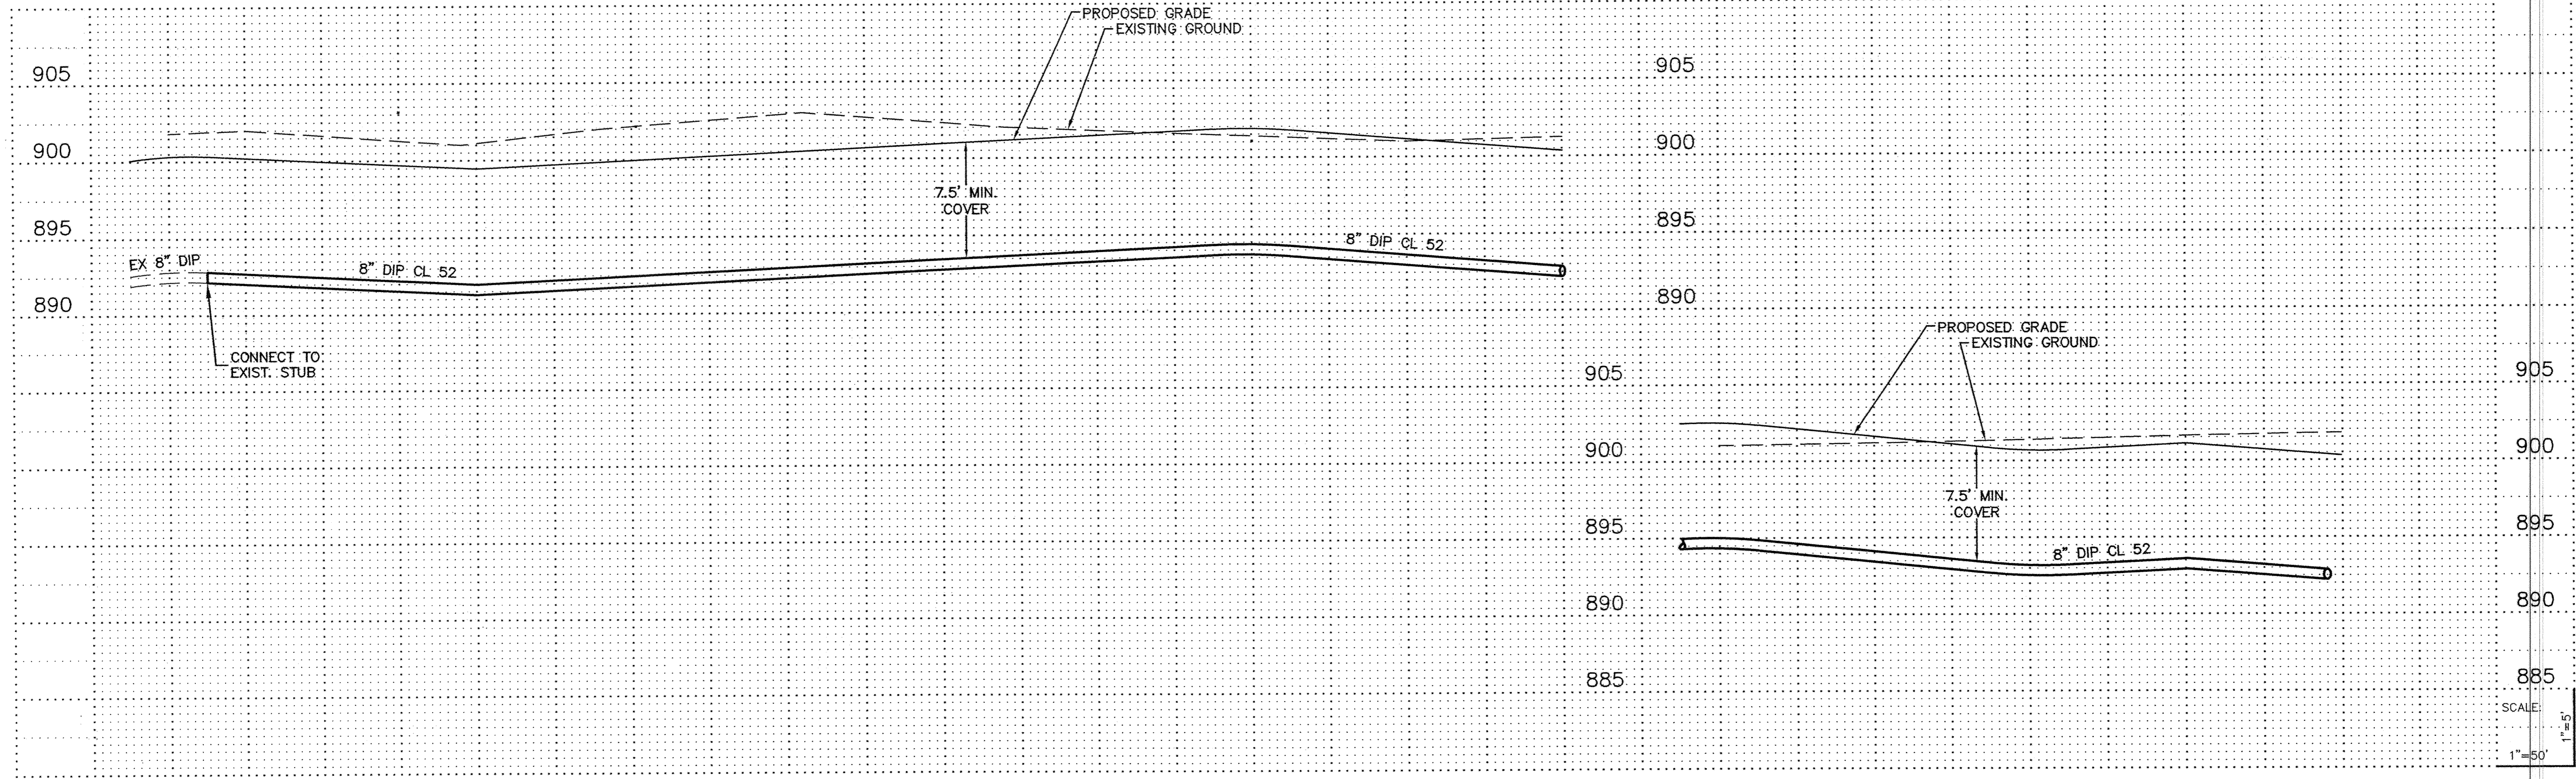 PROPOSED GRADE
EXISTING GROUND
905
900
895
890
EX 8" DIP
8" DIP CL 52
CONNECT TO
EXIST. STUB
7.5' MIN.
COVER
8" DIP CL 52
905
900
895
890
PROPOSED GRADE
EXISTING GROUND
905
900
895
890
885
7.5' MIN.
COVER
8" DIP CL 52
905
900
895
890
885
SCALE:
1"=5'
1"=50'